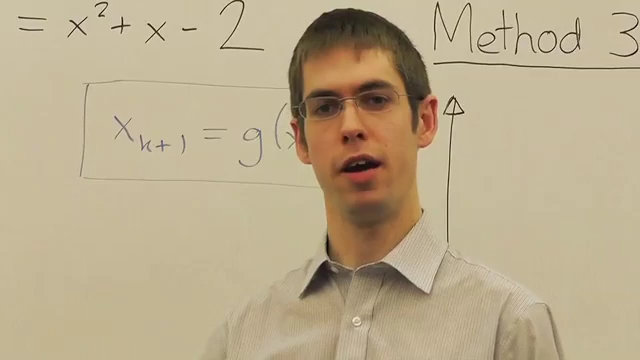 = x² + x - 2
Method 3
x_{k+1} = g(x